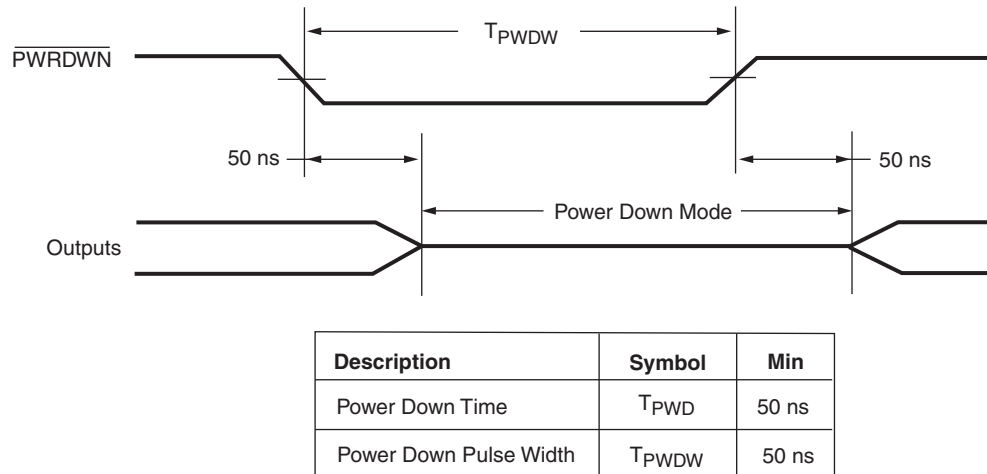 T_PWDW
PWRDWN
50 ns
50 ns
Power Down Mode
Outputs
Description Symbol Min
Power Down Time T_PWD 50 ns
Power Down Pulse Width T_PWDW 50 ns